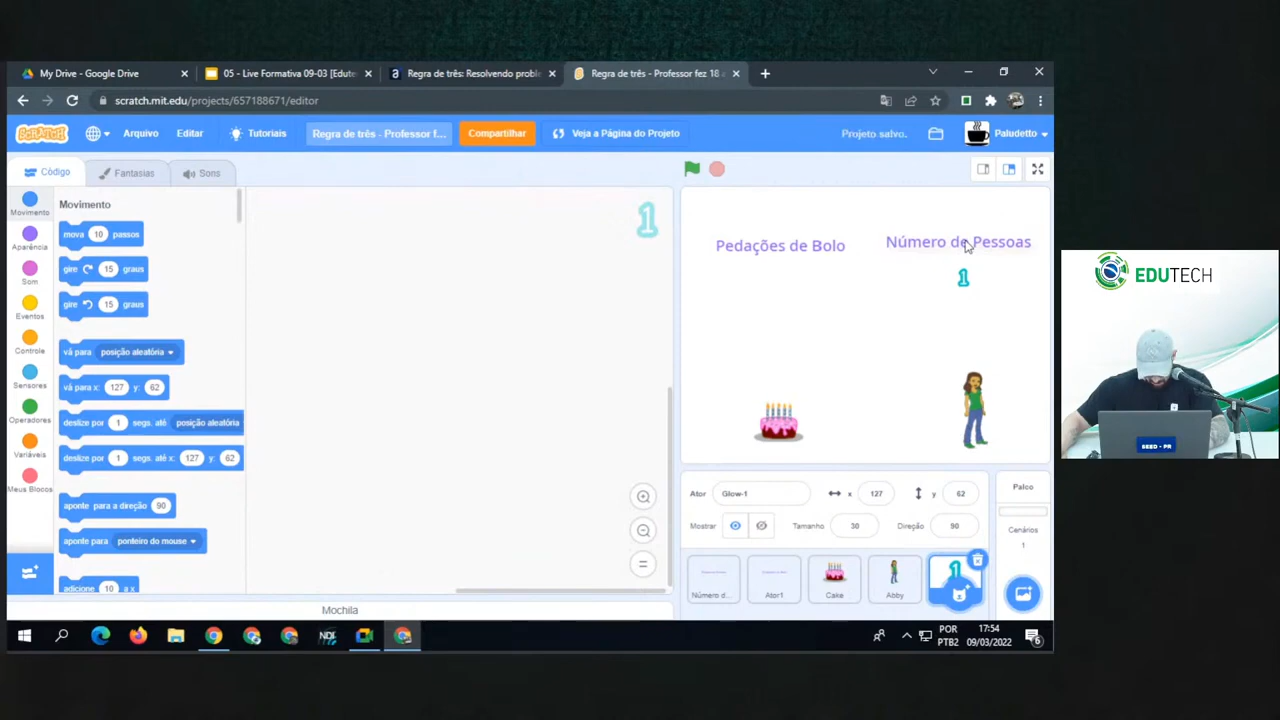 My Drive - Google Drive
05 - Live Formativa 09-03 [Edute
Regra de três: Resolvendo proble
Regra de três - Professor fez 18
scratch.mit.edu/projects/657188671/editor
SCRATCH
Arquivo
Editar
Tutoriais
Regra de três - Professor f...
Compartilhar
Veja a Página do Projeto
Projeto salvo.
Paludetto
Código
Fantasias
Sons
Movimento
Aparência
Som
Eventos
Controle
Sensores
Operadores
Variáveis
Meus Blocos
Movimento
mova 10 passos
gire 15 graus
gire 15 graus
vá para posição aleatória
vá para x: 127 y: 62
deslize por 1 segs. até posição aleatória
deslize por 1 segs. até x: 127 y: 62
aponte para a direção 90
aponte para ponteiro do mouse
adicione 10 a x
1
Pedações de Bolo
Número de Pessoas
1
Ator Glow-1 x 127 y 62
Mostrar Tamanho 30 Direção 90
Número d...
Ator1
Cake
Abby
1
Palco
Cenários
1
Mochila
POR
PTB2
17:54
09/03/2022
6
EDUTECH
SEED - PR